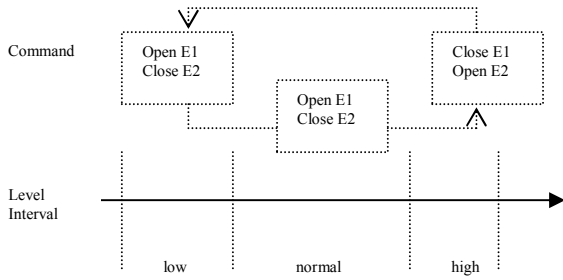 Command
Open E1
Close E2
Open E1
Close E2
Close E1
Open E2
Level
Interval
low
normal
high